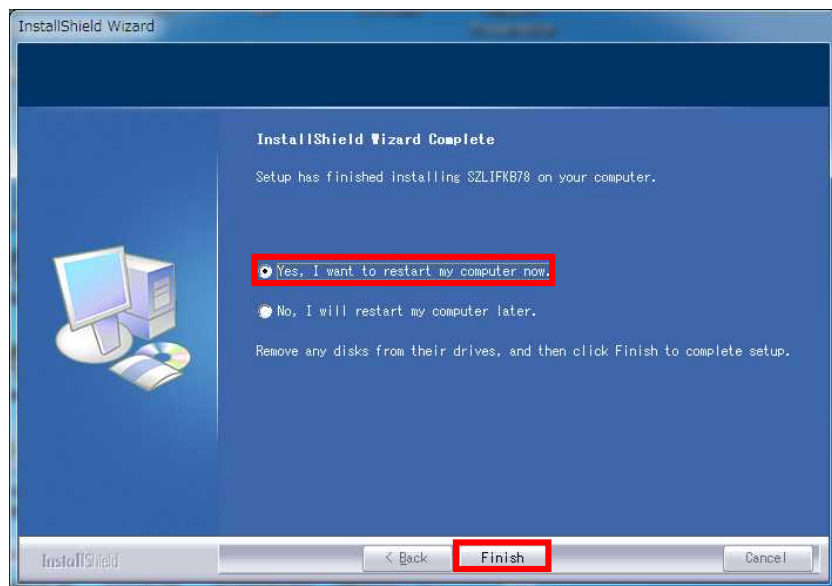 InstallShield Wizard
InstallShield Wizard Complete
Setup has finished installing SZLIFKB78 on your computer.
Yes, I want to restart my computer now.
No, I will restart my computer later.
Remove any disks from their drives, and then click Finish to complete setup.
InstallShield
< Back
Finish
Cancel